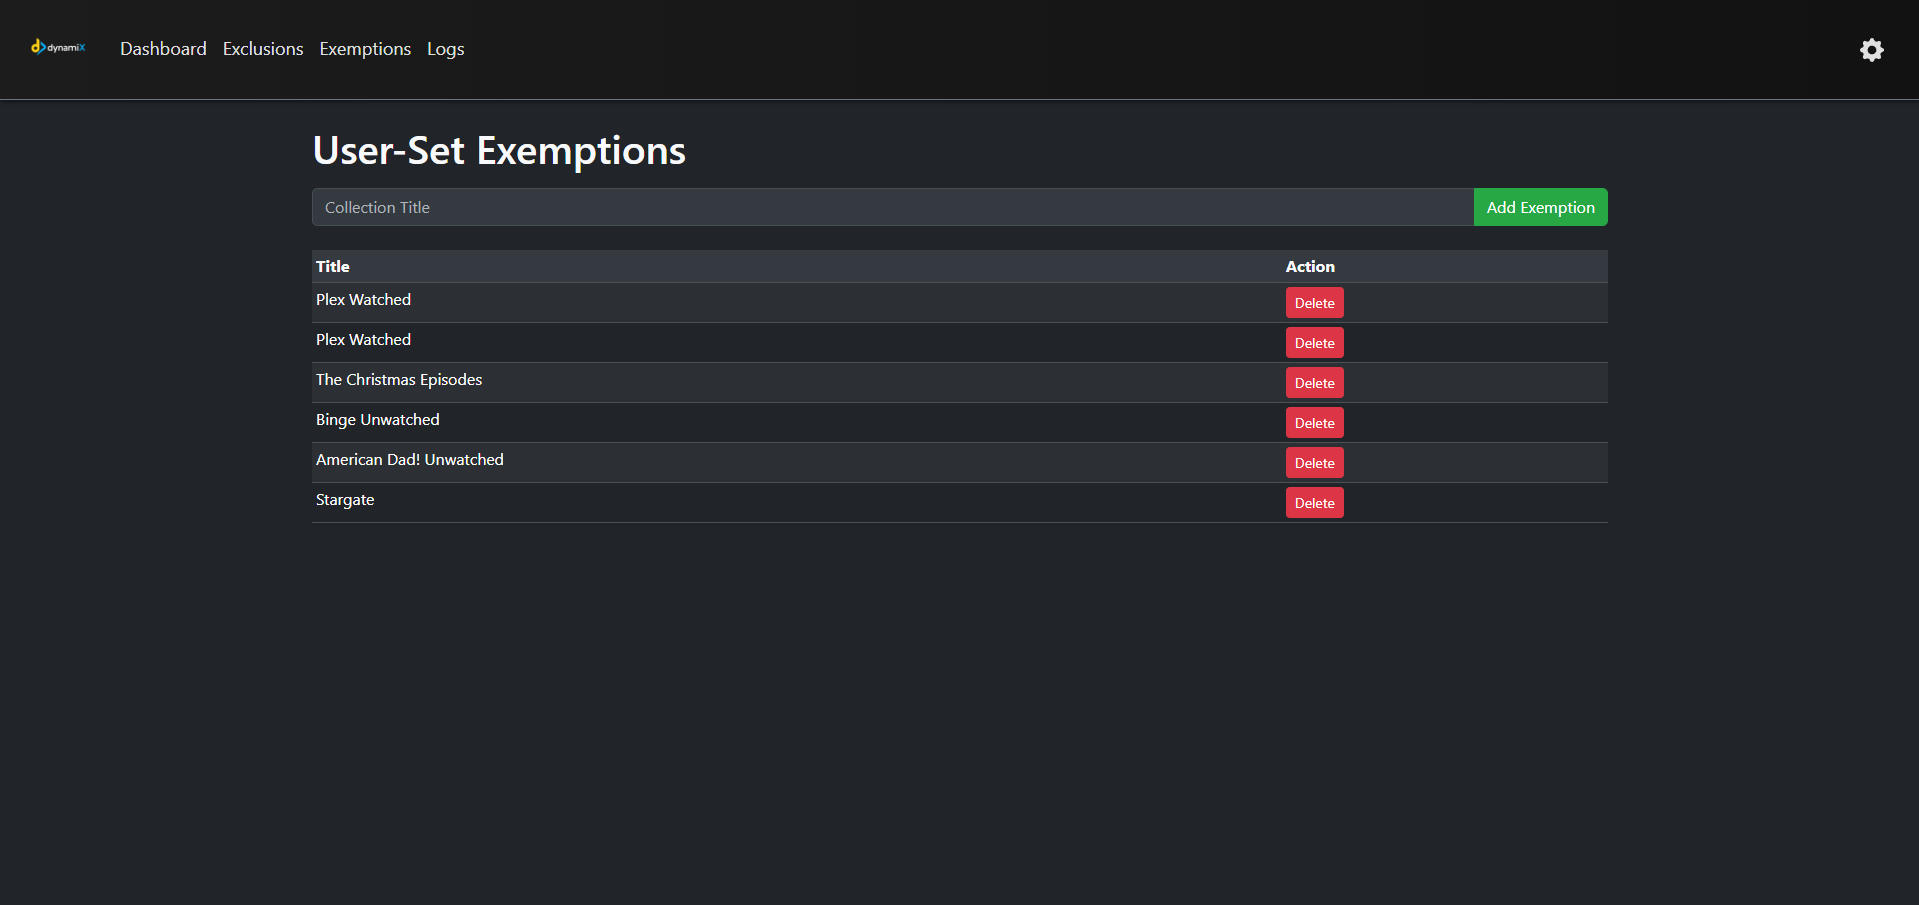 dynamiX Dashboard Exclusions Exemptions Logs
User-Set Exemptions
Collection Title Add Exemption
Title Action
Plex Watched Delete
Plex Watched Delete
The Christmas Episodes Delete
Binge Unwatched Delete
American Dad! Unwatched Delete
Stargate Delete